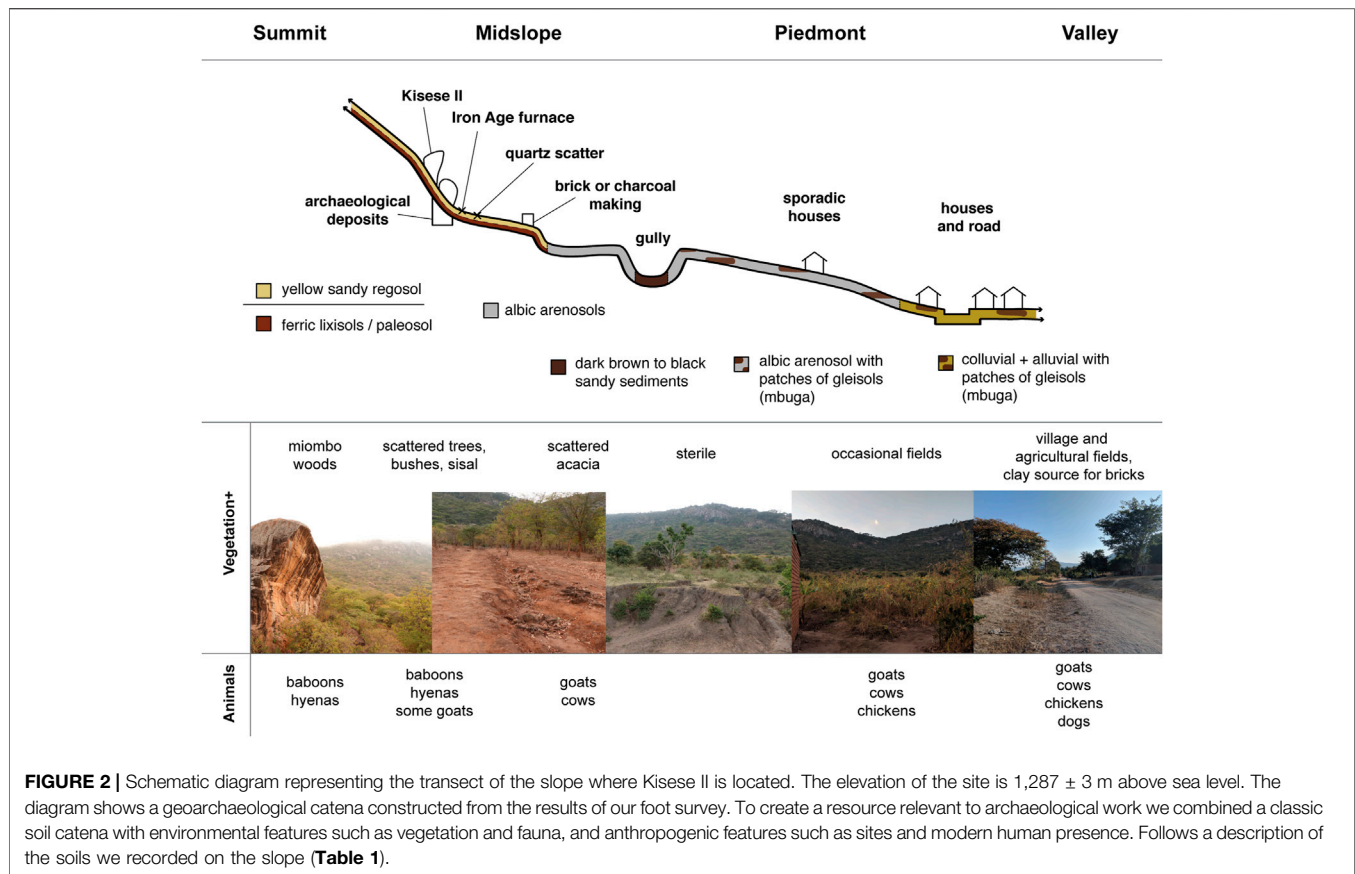 Summit Midslope Piedmont Valley
Kisese II
Iron Age furnace
quartz scatter
brick or charcoal
making
archaeological
deposits
gully
sporadic
houses
houses
and road
yellow sandy regosol
ferric lixisols / paleosol
albic arenosols
dark brown to black
sandy sediments
albic arenosol with
patches of gleisols
(mbuga)
colluvial + alluvial with
patches of gleisols
(mbuga)
Vegetation+
miombo
woods
scattered trees,
bushes, sisal
scattered
acacia
sterile
occasional fields
village and
agricultural fields,
clay source for bricks
Animals
baboons
hyenas
baboons
hyenas
some goats
goats
cows
goats
cows
chickens
goats
cows
chickens
dogs
FIGURE 2 | Schematic diagram representing the transect of the slope where Kisese II is located. The elevation of the site is 1,287 ± 3 m above sea level. The
diagram shows a geoarchaeological catena constructed from the results of our foot survey. To create a resource relevant to archaeological work we combined a classic
soil catena with environmental features such as vegetation and fauna, and anthropogenic features such as sites and modern human presence. Follows a description of
the soils we recorded on the slope (Table 1).